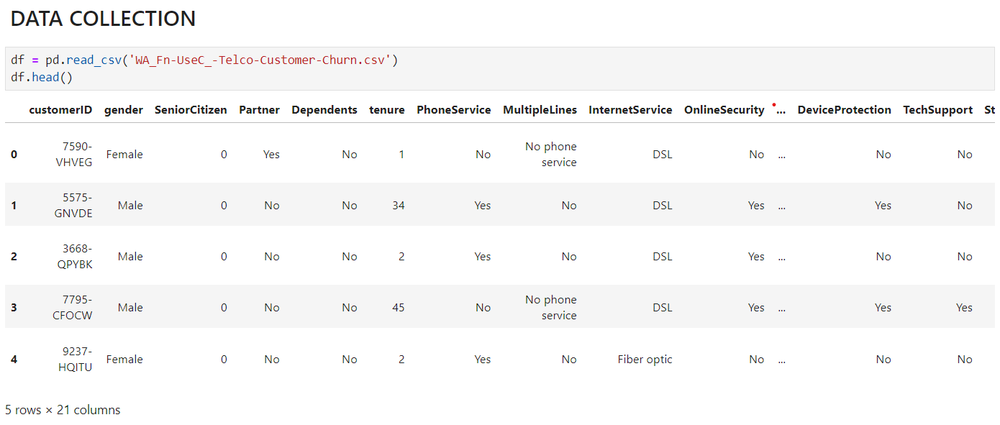 DATA COLLECTION
df = pd.read_csv('WA_Fn-UseC_-Telco-Customer-Churn.csv')
df.head()
customerID gender SeniorCitizen Partner Dependents tenure PhoneService MultipleLines InternetService OnlineSecurity ... DeviceProtection TechSupport St
0 7590-VHVEG Female 0 Yes No 1 No No phone service DSL No ... No No
1 5575-GNVDE Male 0 No No 34 Yes No DSL Yes ... Yes No
2 3668-QPYBK Male 0 No No 2 Yes No DSL Yes ... No No
3 7795-CFOCW Male 0 No No 45 No No phone service DSL Yes ... Yes Yes
4 9237-HQITU Female 0 No No 2 Yes No Fiber optic No ... No No
5 rows × 21 columns